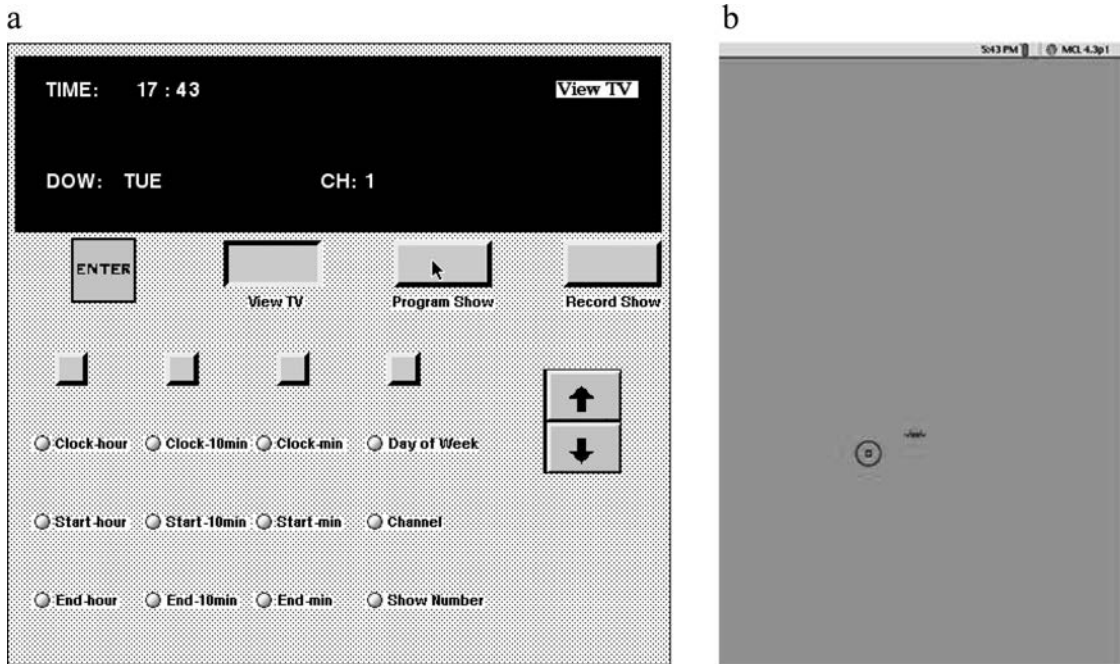 a
b
TIME: 17 : 43
View TV
DOW: TUE
CH: 1
ENTER
View TV
Program Show
Record Show
Clock-hour
Clock-10min
Clock-min
Day of Week
Start-hour
Start-10min
Start-min
Channel
End-hour
End-10min
End-min
Show Number
5:43 PM
MCL 4.3p1